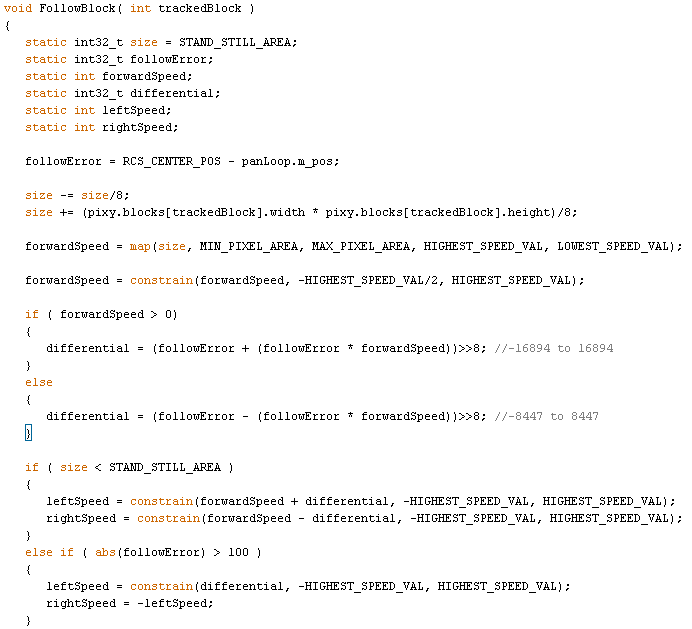 void FollowBlock( int trackedBlock )
{
static int32_t size = STAND_STILL_AREA;
static int32_t followError;
static int forwardSpeed;
static int32_t differential;
static int leftSpeed;
static int rightSpeed;
followError = RCS_CENTER_POS - panLoop.m_pos;
size -= size/8;
size += (pixy.blocks[trackedBlock].width * pixy.blocks[trackedBlock].height)/8;
forwardSpeed = map(size, MIN_PIXEL_AREA, MAX_PIXEL_AREA, HIGHEST_SPEED_VAL, LOWEST_SPEED_VAL);
forwardSpeed = constrain(forwardSpeed, -HIGHEST_SPEED_VAL/2, HIGHEST_SPEED_VAL);
if ( forwardSpeed > 0)
{
differential = (followError + (followError * forwardSpeed))>>8; //-16894 to 16894
}
else
{
differential = (followError - (followError * forwardSpeed))>>8; //-8447 to 8447
}
if ( size < STAND_STILL_AREA )
{
leftSpeed = constrain(forwardSpeed + differential, -HIGHEST_SPEED_VAL, HIGHEST_SPEED_VAL);
rightSpeed = constrain(forwardSpeed - differential, -HIGHEST_SPEED_VAL, HIGHEST_SPEED_VAL);
}
else if ( abs(followError) > 100 )
{
leftSpeed = constrain(differential, -HIGHEST_SPEED_VAL, HIGHEST_SPEED_VAL);
rightSpeed = -leftSpeed;
}